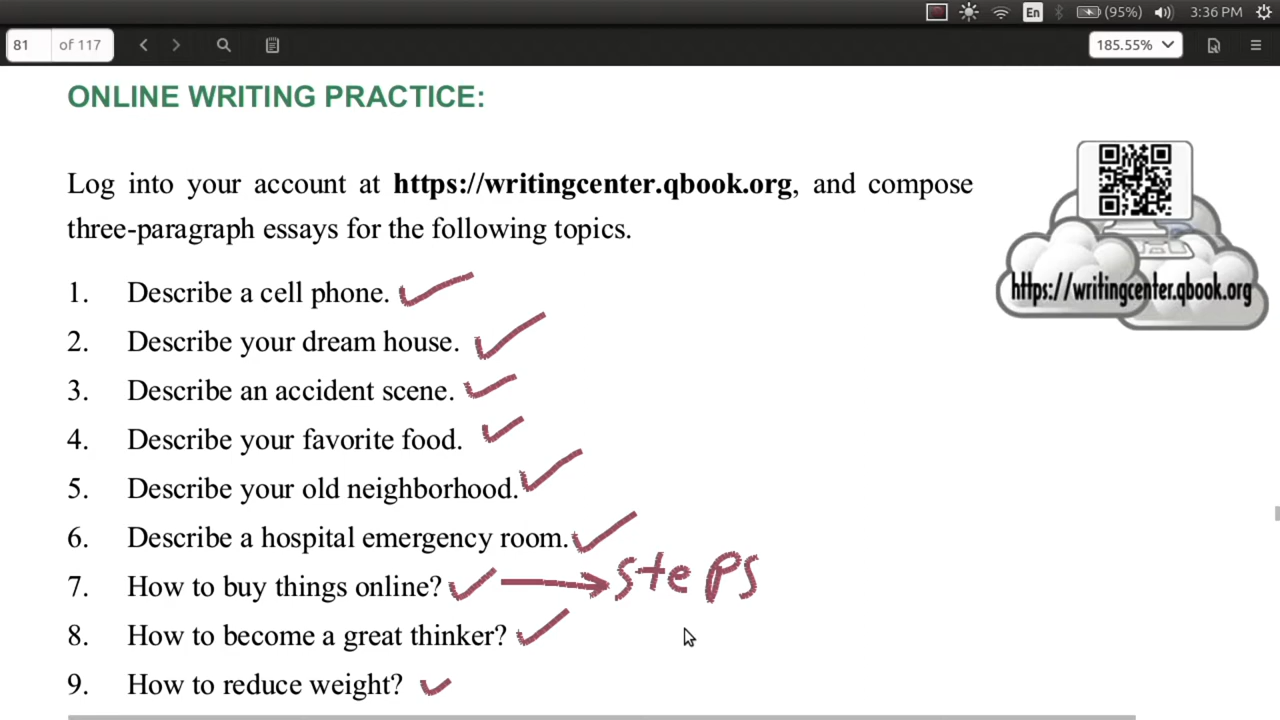 En (95%) 3:36 PM
81 of 117 185.55%
ONLINE WRITING PRACTICE:
Log into your account at https://writingcenter.qbook.org, and compose
three-paragraph essays for the following topics.
https://writingcenter.qbook.org
1. Describe a cell phone.
2. Describe your dream house.
3. Describe an accident scene.
4. Describe your favorite food.
5. Describe your old neighborhood.
6. Describe a hospital emergency room.
7. How to buy things online? steps
8. How to become a great thinker?
9. How to reduce weight?